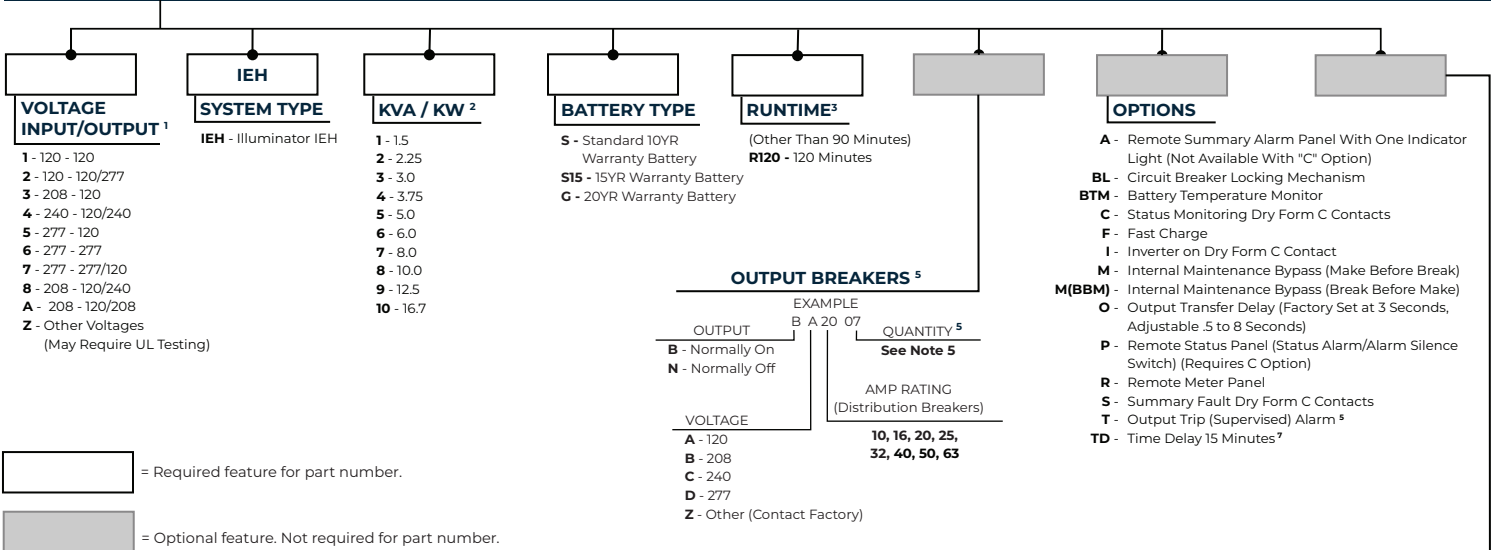 IEH
VOLTAGE
INPUT/OUTPUT ¹
1 - 120 - 120
2 - 120 - 120/277
3 - 208 - 120
4 - 240 - 120/240
5 - 277 - 120
6 - 277 - 277
7 - 277 - 277/120
8 - 208 - 120/240
A - 208 - 120/208
Z - Other Voltages
(May Require UL Testing)
SYSTEM TYPE
IEH - Illuminator IEH
KVA / KW ²
1 - 1.5
2 - 2.25
3 - 3.0
4 - 3.75
5 - 5.0
6 - 6.0
7 - 8.0
8 - 10.0
9 - 12.5
10 - 16.7
BATTERY TYPE
S - Standard 10YR
Warranty Battery
S15 - 15YR Warranty Battery
G - 20YR Warranty Battery
RUNTIME³
(Other Than 90 Minutes)
R120 - 120 Minutes
OUTPUT BREAKERS ⁵
EXAMPLE
B A 20 07
OUTPUT
B - Normally On
N - Normally Off
QUANTITY ⁵
See Note 5
AMP RATING
(Distribution Breakers)
10, 16, 20, 25,
32, 40, 50, 63
VOLTAGE
A - 120
B - 208
C - 240
D - 277
Z - Other (Contact Factory)
OPTIONS
A - Remote Summary Alarm Panel With One Indicator
Light (Not Available With "C" Option)
BL - Circuit Breaker Locking Mechanism
BTM - Battery Temperature Monitor
C - Status Monitoring Dry Form C Contacts
F - Fast Charge
I - Inverter on Dry Form C Contact
M - Internal Maintenance Bypass (Make Before Break)
M(BBM) - Internal Maintenance Bypass (Break Before Make)
O - Output Transfer Delay (Factory Set at 3 Seconds,
Adjustable .5 to 8 Seconds)
P - Remote Status Panel (Status Alarm/Alarm Silence
Switch) (Requires C Option)
R - Remote Meter Panel
S - Summary Fault Dry Form C Contacts
T - Output Trip (Supervised) Alarm ⁵
TD - Time Delay 15 Minutes ⁷
= Required feature for part number.
= Optional feature. Not required for part number.